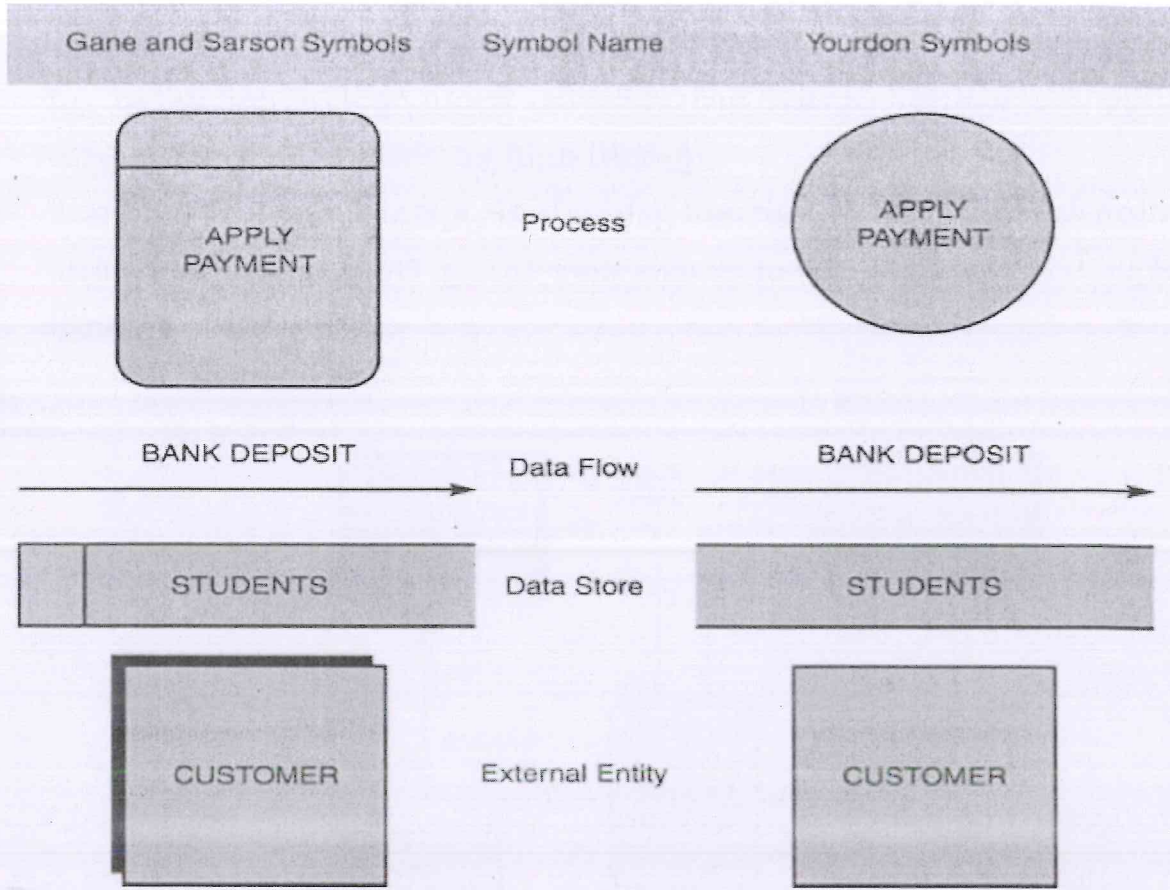 Gane and Sarson Symbols Symbol Name Yourdon Symbols
APPLY
PAYMENT
Process
APPLY
PAYMENT
BANK DEPOSIT Data Flow BANK DEPOSIT
STUDENTS Data Store STUDENTS
CUSTOMER External Entity CUSTOMER